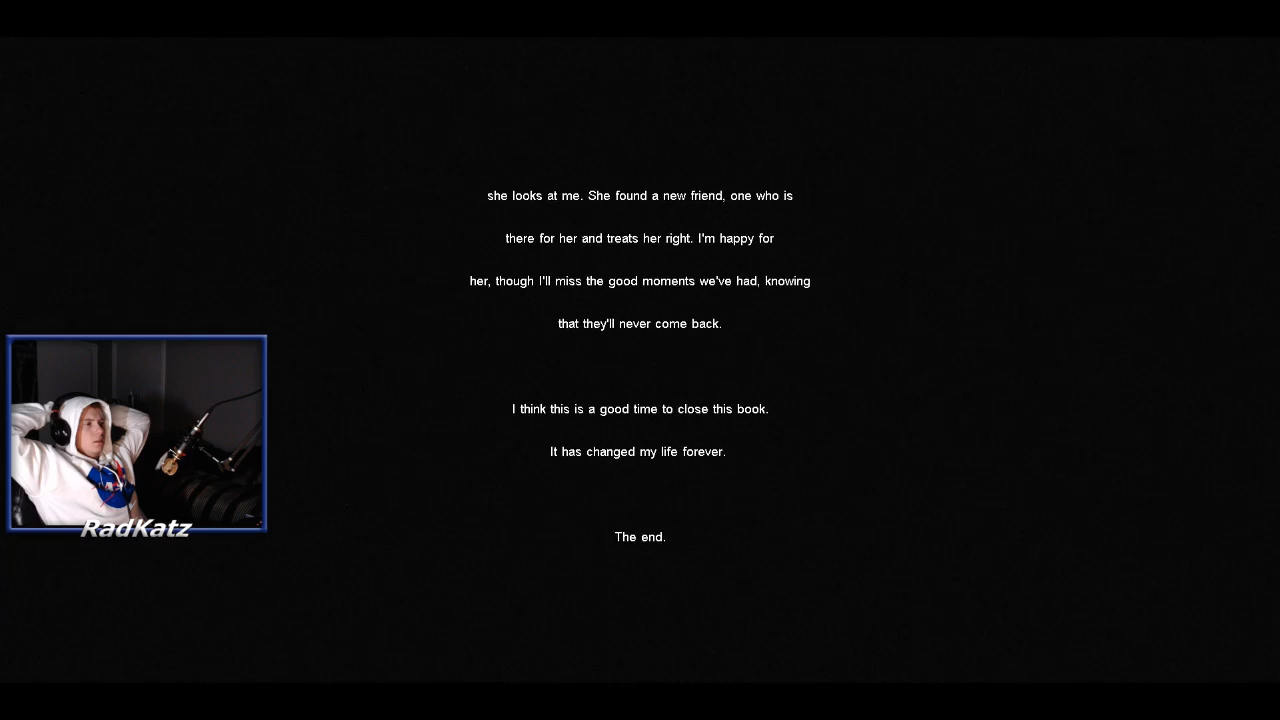 she looks at me. She found a new friend, one who is
there for her and treats her right. I'm happy for
her, though I'll miss the good moments we've had, knowing
that they'll never come back.
I think this is a good time to close this book.
It has changed my life forever.
The end.
RadKatz